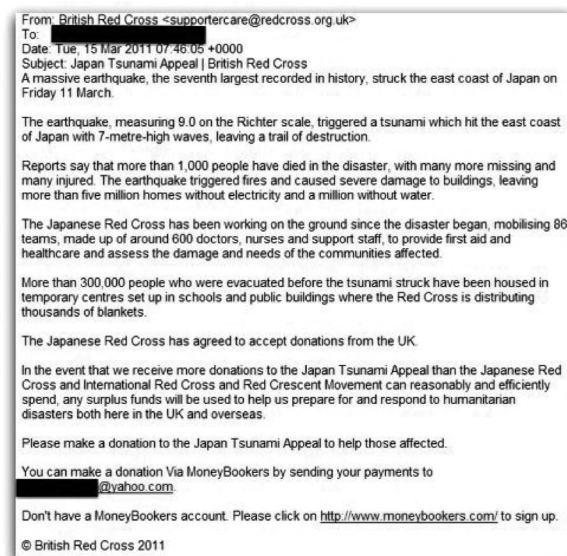 From: British Red Cross <supportercare@redcross.org.uk>
To:
Date: Tue, 15 Mar 2011 07:46:05 +0000
Subject: Japan Tsunami Appeal | British Red Cross
A massive earthquake, the seventh largest recorded in history, struck the east coast of Japan on
Friday 11 March.
The earthquake, measuring 9.0 on the Richter scale, triggered a tsunami which hit the east coast
of Japan with 7-metre-high waves, leaving a trail of destruction.
Reports say that more than 1,000 people have died in the disaster, with many more missing and
many injured. The earthquake triggered fires and caused severe damage to buildings, leaving
more than five million homes without electricity and a million without water.
The Japanese Red Cross has been working on the ground since the disaster began, mobilising 86
teams, made up of around 600 doctors, nurses and support staff, to provide first aid and
healthcare and assess the damage and needs of the communities affected.
More than 300,000 people who were evacuated before the tsunami struck have been housed in
temporary centres set up in schools and public buildings where the Red Cross is distributing
thousands of blankets.
The Japanese Red Cross has agreed to accept donations from the UK.
In the event that we receive more donations to the Japan Tsunami Appeal than the Japanese Red
Cross and International Red Cross and Red Crescent Movement can reasonably and efficiently
spend, any surplus funds will be used to help us prepare for and respond to humanitarian
disasters both here in the UK and overseas.
Please make a donation to the Japan Tsunami Appeal to help those affected.
You can make a donation Via MoneyBookers by sending your payments to
@yahoo.com.
Don't have a MoneyBookers account. Please click on http://www.moneybookers.com/ to sign up.
© British Red Cross 2011